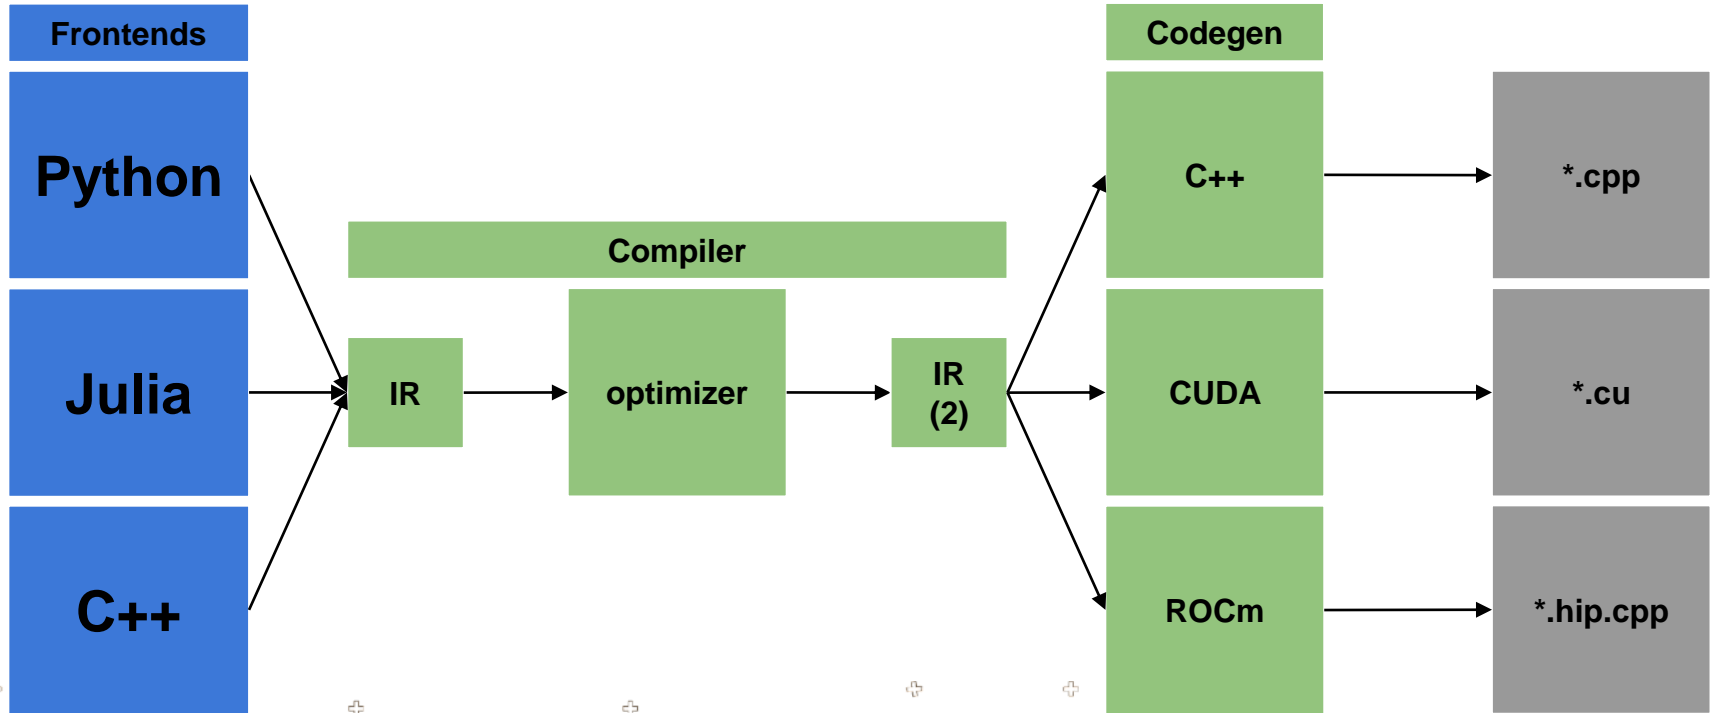 Frontends
Codegen
Python
C++
*.cpp
Compiler
Julia
IR
optimizer
IR
(2)
CUDA
*.cu
C++
ROCm
*.hip.cpp